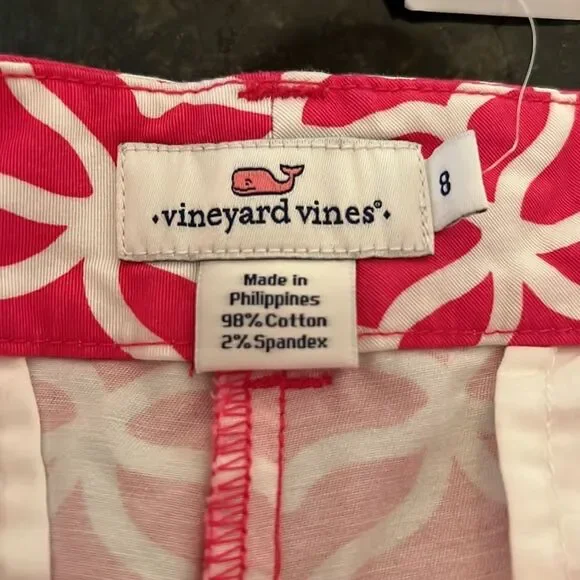 vineyard vines®
8
Made in
Philippines
98% Cotton
2% Spandex